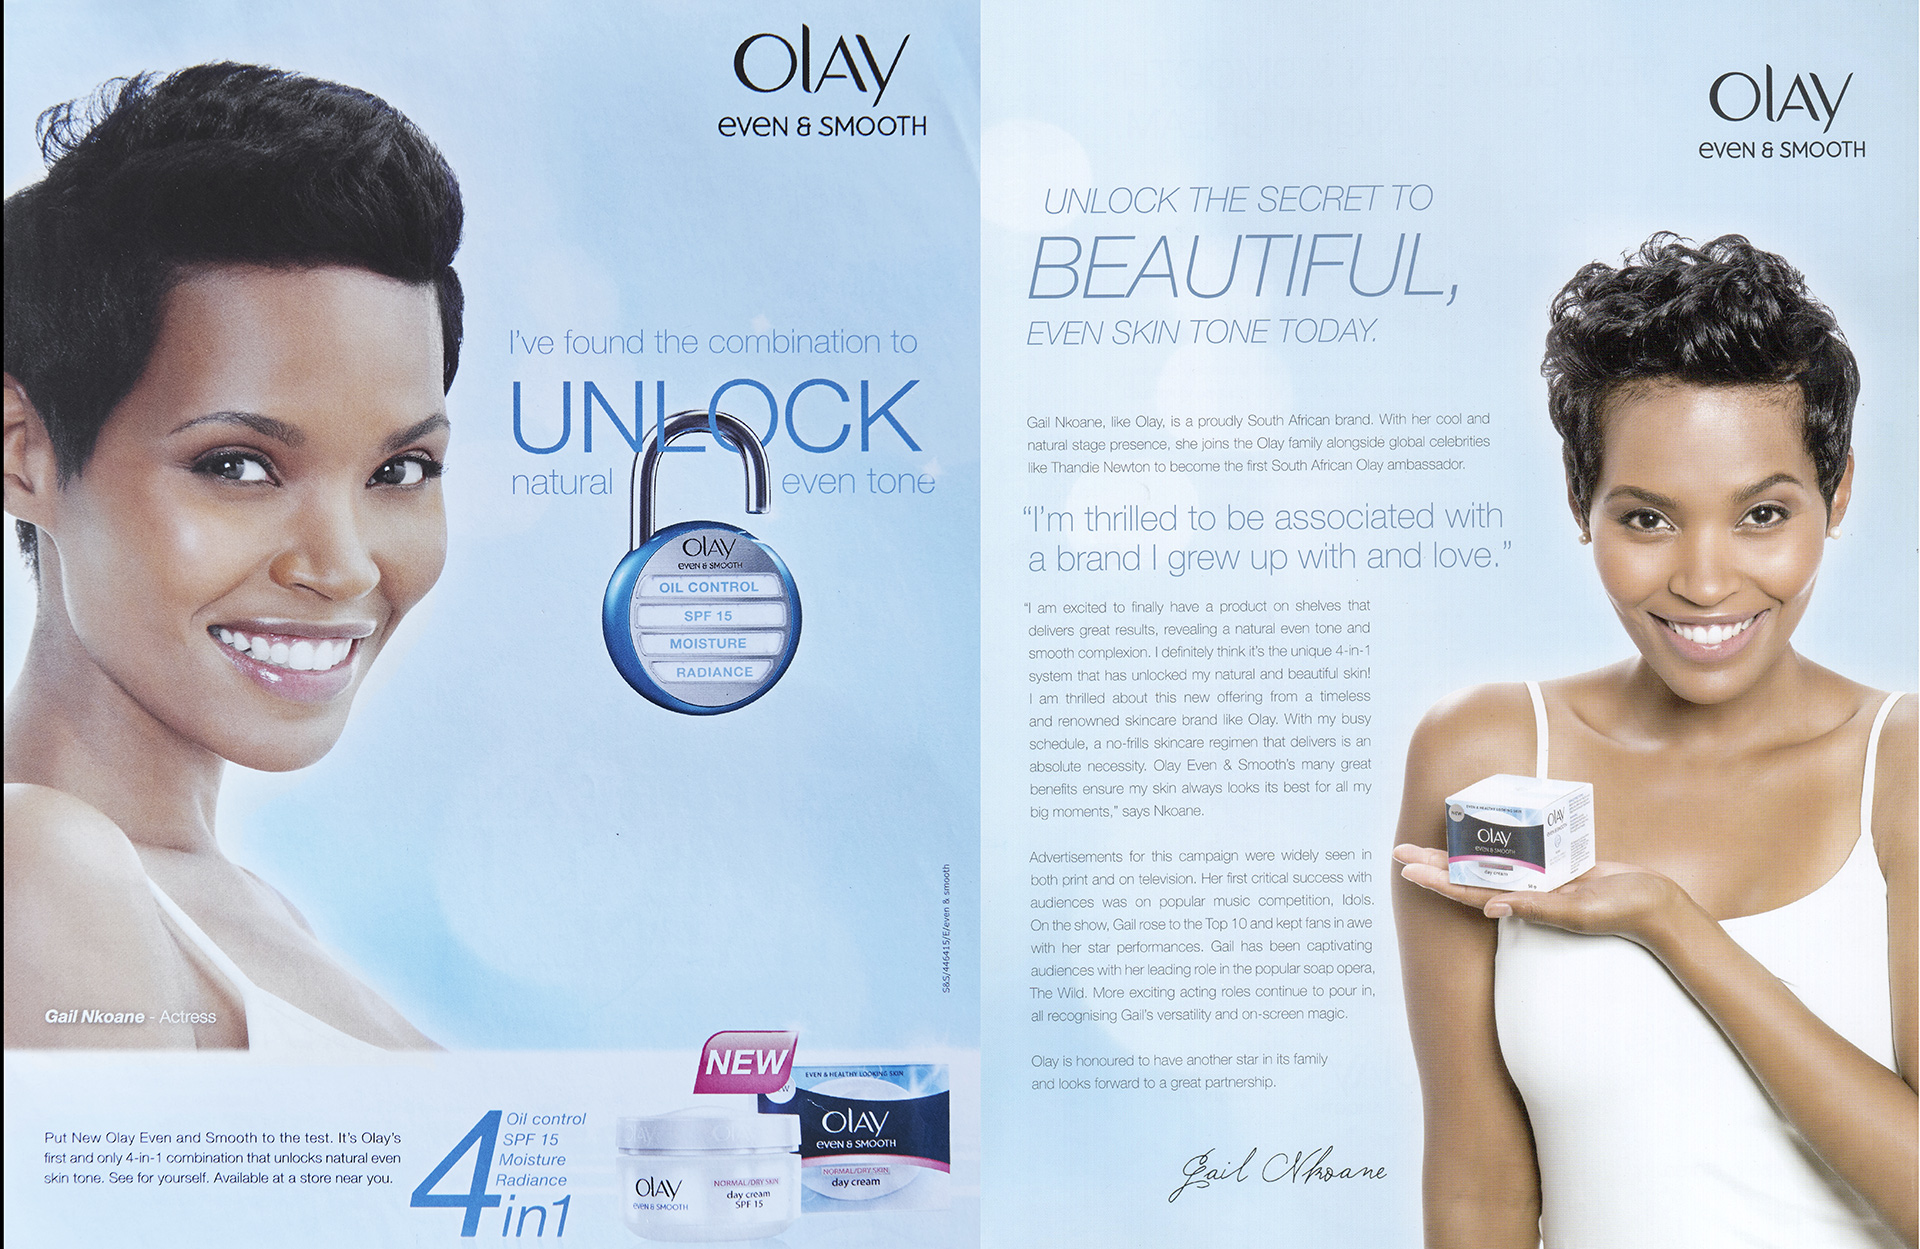 OLAY
EVEN & SMOOTH
I've found the combination to
UNLOCK
natural even tone
OLAY
EVEN & SMOOTH
OIL CONTROL
SPF 15
MOISTURE
RADIANCE
S&S/446415/E/even & smooth
Gail Nkoane - Actress
Put New Olay Even and Smooth to the test. It's Olay's
first and only 4-in-1 combination that unlocks natural even
skin tone. See for yourself. Available at a store near you.
4in1
Oil control
SPF 15
Moisture
Radiance
NEW
OLAY
EVEN & SMOOTH
NORMAL/DRY SKIN
day cream
SPF 15
EVEN & HEALTHY LOOKING SKIN
OLAY
EVEN & SMOOTH
NORMAL/DRY SKIN
day cream
OLAY
EVEN & SMOOTH
UNLOCK THE SECRET TO
BEAUTIFUL,
EVEN SKIN TONE TODAY.
Gail Nkoane, like Olay, is a proudly South African brand. With her cool and
natural stage presence, she joins the Olay family alongside global celebrities
like Thandie Newton to become the first South African Olay ambassador.
“I'm thrilled to be associated with
a brand I grew up with and love.”
“I am excited to finally have a product on shelves that
delivers great results, revealing a natural even tone and
smooth complexion. I definitely think it's the unique 4-in-1
system that has unlocked my natural and beautiful skin!
I am thrilled about this new offering from a timeless
and renowned skincare brand like Olay. With my busy
schedule, a no-frills skincare regimen that delivers is an
absolute necessity. Olay Even & Smooth's many great
benefits ensure my skin always looks its best for all my
big moments,” says Nkoane.
Advertisements for this campaign were widely seen in
both print and on television. Her first critical success with
audiences was on popular music competition, Idols.
On the show, Gail rose to the Top 10 and kept fans in awe
with her star performances. Gail has been captivating
audiences with her leading role in the popular soap opera,
The Wild. More exciting acting roles continue to pour in,
all recognising Gail's versatility and on-screen magic.
Olay is honoured to have another star in its family
and looks forward to a great partnership.
Gail Nkoane
NEW
EVEN & HEALTHY LOOKING SKIN
OLAY
EVEN & SMOOTH
day cream
50 g
OLAY